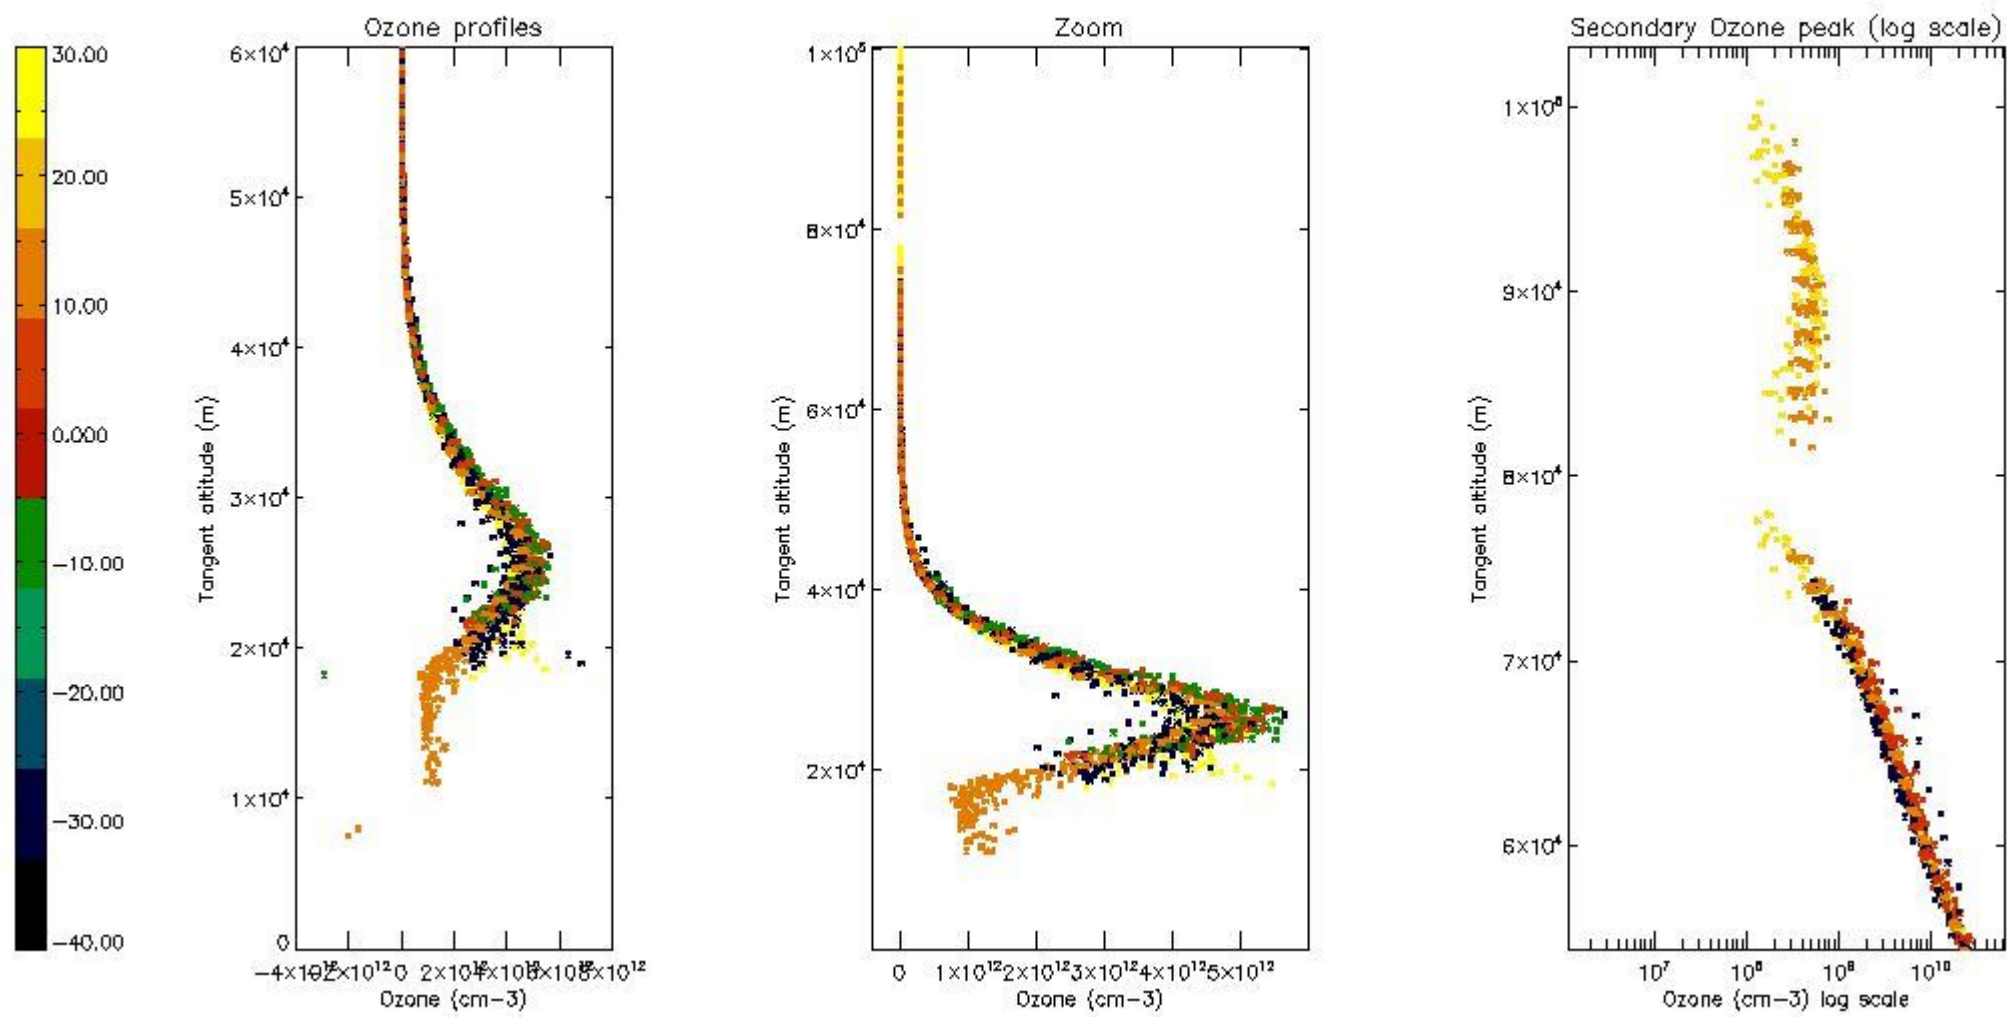 Ozone profiles
Zoom
Secondary Ozone peak (log scale)
30.00
20.00
10.00
0.000
−10.00
−20.00
−30.00
−40.00
6×10⁴
5×10⁴
4×10⁴
3×10⁴
2×10⁴
1×10⁴
0
Tangent altitude (m)
0
Ozone (cm−3)
1×10⁵
8×10⁴
6×10⁴
4×10⁴
2×10⁴
Tangent altitude (m)
0 1×10¹² 2×10¹² 3×10¹² 4×10¹² 5×10¹²
Ozone (cm−3)
9×10⁴
8×10⁴
7×10⁴
6×10⁴
Tangent altitude (m)
10⁷ 10⁸ 10⁹ 10¹⁰
Ozone (cm−3) log scale